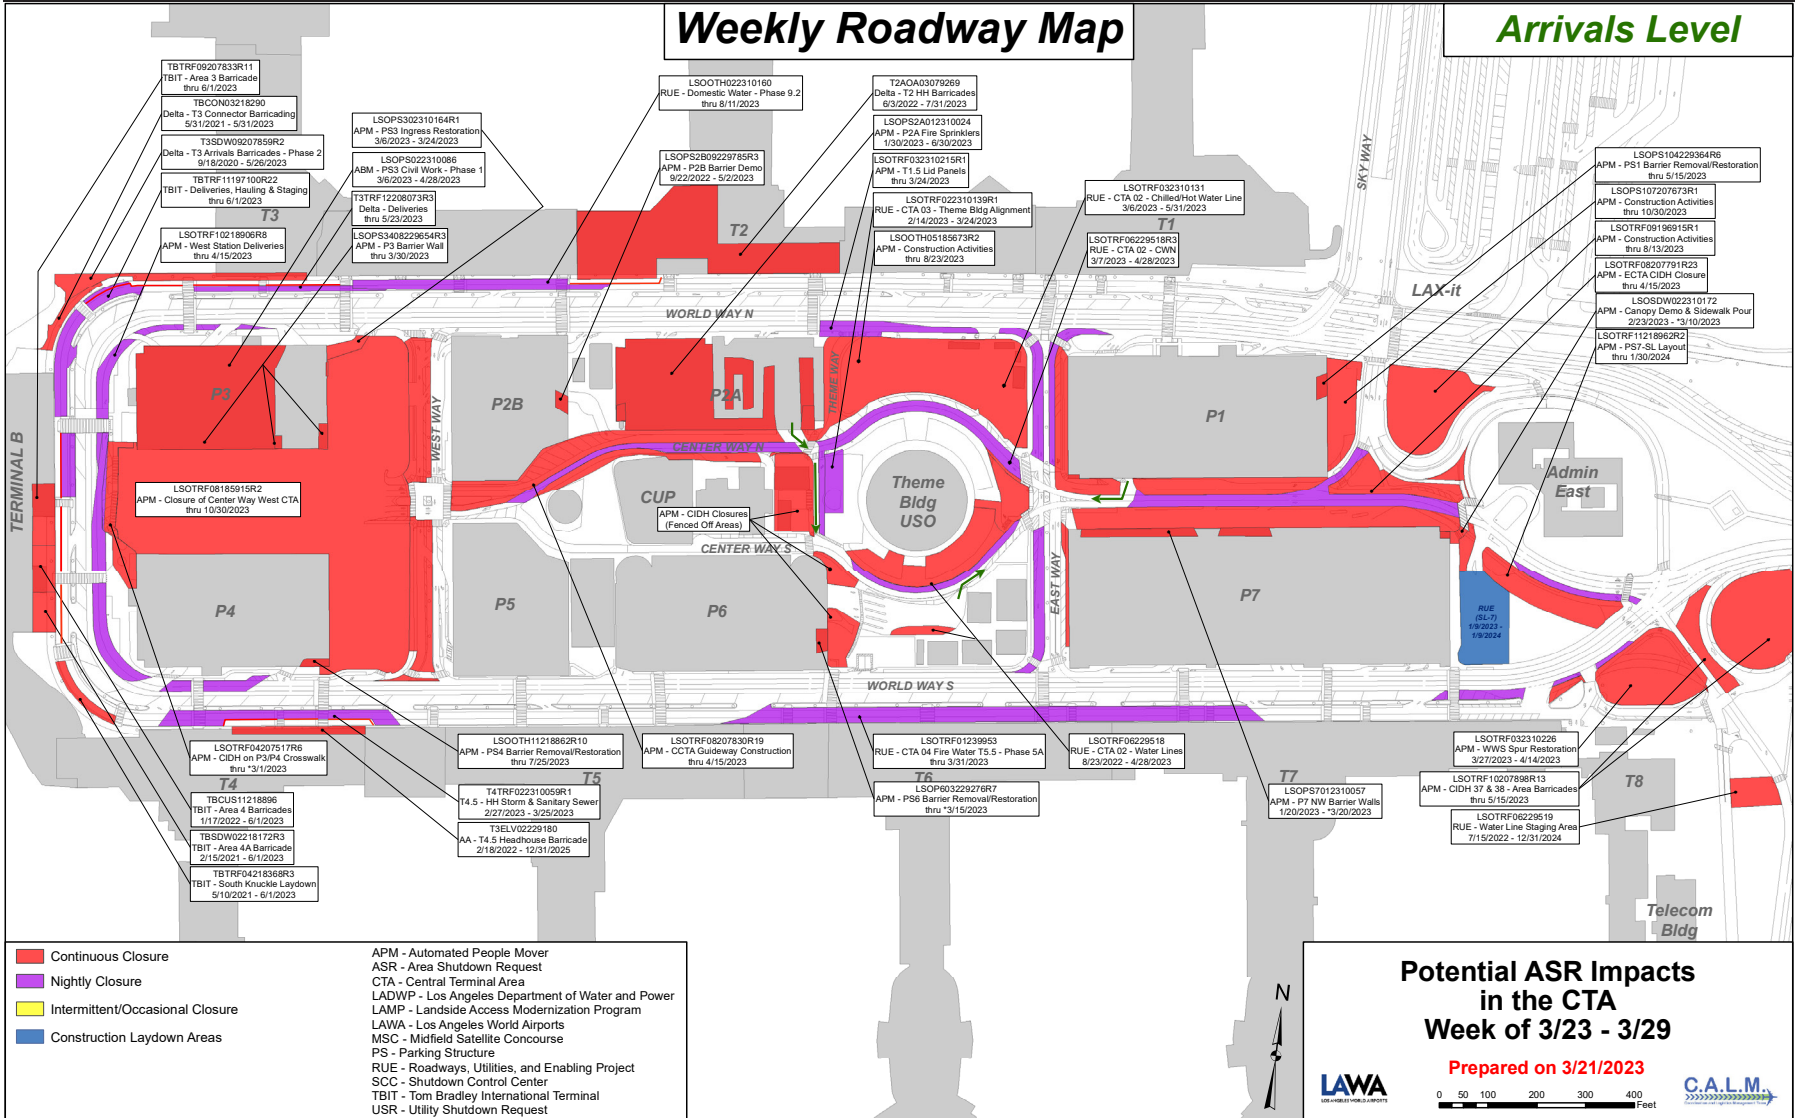 Weekly Roadway Map
Arrivals Level
TBTRF09207833R11
TBIT - Area 3 Barricade
thru 6/1/2023
TBCON03218290
Delta - T3 Connector Barricading
5/31/2021 - 5/31/2023
T3SDW09207859R2
Delta - T3 Arrivals Barricades - Phase 2
9/18/2020 - 5/26/2023
TBTRF11197100R22
TBIT - Deliveries, Hauling & Staging
thru 6/1/2023
LSOTRF10218906R8
APM - West Station Deliveries
thru 4/15/2023
LSOPS302310164R1
APM - PS3 Ingress Restoration
3/6/2023 - 3/24/2023
LSOPS022310086
ABM - PS3 Civil Work - Phase 1
3/6/2023 - 4/28/2023
T3TRF12208073R3
Delta - Deliveries
thru 5/23/2023
LSOPS3408229654R3
APM - P3 Barrier Wall
thru 3/30/2023
LSOOTH022310160
RUE - Domestic Water - Phase 9.2
thru 8/11/2023
LSOPS2B09229785R3
APM - P2B Barrier Demo
9/22/2022 - 5/2/2023
T2AOA03079269
Delta - T2 HH Barricades
6/3/2022 - 7/31/2023
LSOPS2A012310024
APM - P2A Fire Sprinklers
1/30/2023 - 6/30/2023
LSOTRF032310215R1
APM - T1.5 Lid Panels
thru 3/24/2023
LSOTRF022310139R1
RUE - CTA 03 - Theme Bldg Alignment
2/14/2023 - 3/24/2023
LSOOTH05185673R2
APM - Construction Activities
thru 8/23/2023
LSOTRF032310131
RUE - CTA 02 - Chilled/Hot Water Line
3/6/2023 - 5/31/2023
LSOTRF06229518R3
RUE - CTA 02 - CWN
3/7/2023 - 4/28/2023
LSOPS104229364R6
APM - PS1 Barrier Removal/Restoration
thru 5/15/2023
LSOPS107207673R1
APM - Construction Activities
thru 10/30/2023
LSOTRF09196915R1
APM - Construction Activities
thru 8/13/2023
LSOTRF08207791R23
APM - ECTA CIDH Closure
thru 4/15/2023
LSOSDW022310172
APM - Canopy Demo & Sidewalk Pour
2/23/2023 - *3/10/2023
LSOTRF11218962R2
APM - PS7-SL Layout
thru 1/30/2024
T3
T2
T1
SKY WAY
LAX-it
WORLD WAY N
P3
WEST WAY
P2B
P2A
THEME WAY
P1
CENTER WAY N
TERMINAL B
LSOTRF08185915R2
APM - Closure of Center Way West CTA
thru 10/30/2023
CUP
Theme
Bldg
USO
Admin
East
APM - CIDH Closures
(Fenced Off Areas)
CENTER WAY S
P4
P5
P6
EAST WAY
P7
RUE
(SL-7)
1/9/2023 -
1/9/2024
WORLD WAY S
LSOTRF04207517R6
APM - CIDH on P3/P4 Crosswalk
thru *3/1/2023
T4
TBCUS11218896
TBIT - Area 4 Barricades
1/17/2022 - 6/1/2023
TBSDW02218172R3
TBIT - Area 4A Barricade
2/15/2021 - 6/1/2023
TBTRF04218368R3
TBIT - South Knuckle Laydown
5/10/2021 - 6/1/2023
LSOOTH11218862R10
APM - PS4 Barrier Removal/Restoration
thru 7/25/2023
T5
T4TRF022310059R1
T4.5 - HH Storm & Sanitary Sewer
2/27/2023 - 3/25/2023
T3ELV02229180
AA - T4.5 Headhouse Barricade
2/18/2022 - 12/31/2025
LSOTRF08207830R19
APM - CCTA Guideway Construction
thru 4/15/2023
LSOTRF01239953
RUE - CTA 04 Fire Water T5.5 - Phase 5A
thru 3/31/2023
T6
LSOP603229276R7
APM - PS6 Barrier Removal/Restoration
thru *3/15/2023
LSOTRF06229518
RUE - CTA 02 - Water Lines
8/23/2022 - 4/28/2023
T7
LSOPS7012310057
APM - P7 NW Barrier Walls
1/20/2023 - *3/20/2023
LSOTRF032310226
APM - WWS Spur Restoration
3/27/2023 - 4/14/2023
LSOTRF10207898R13
APM - CIDH 37 & 38 - Area Barricades
thru 5/15/2023
LSOTRF06229519
RUE - Water Line Staging Area
7/15/2022 - 12/31/2024
T8
Telecom
Bldg
Continuous Closure
Nightly Closure
Intermittent/Occasional Closure
Construction Laydown Areas
APM - Automated People Mover
ASR - Area Shutdown Request
CTA - Central Terminal Area
LADWP - Los Angeles Department of Water and Power
LAMP - Landside Access Modernization Program
LAWA - Los Angeles World Airports
MSC - Midfield Satellite Concourse
PS - Parking Structure
RUE - Roadways, Utilities, and Enabling Project
SCC - Shutdown Control Center
TBIT - Tom Bradley International Terminal
USR - Utility Shutdown Request
N
Potential ASR Impacts
in the CTA
Week of 3/23 - 3/29
Prepared on 3/21/2023
LAWA
LOS ANGELES WORLD AIRPORTS
0 50 100 200 300 400
Feet
C.A.L.M.